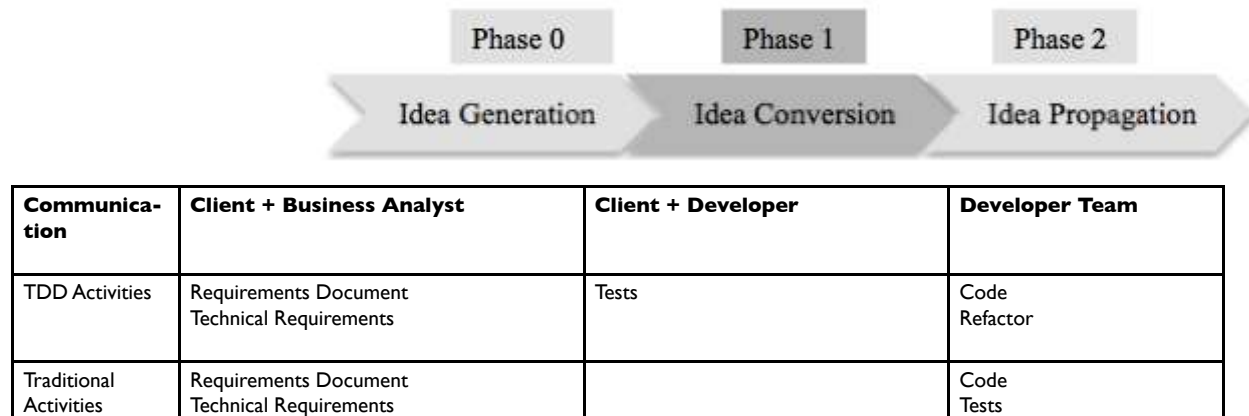 Phase 0
Phase 1
Phase 2
Idea Generation
Idea Conversion
Idea Propagation
Communica-
tion
Client + Business Analyst
Client + Developer
Developer Team
TDD Activities
Requirements Document
Technical Requirements
Tests
Code
Refactor
Traditional
Activities
Requirements Document
Technical Requirements
Code
Tests